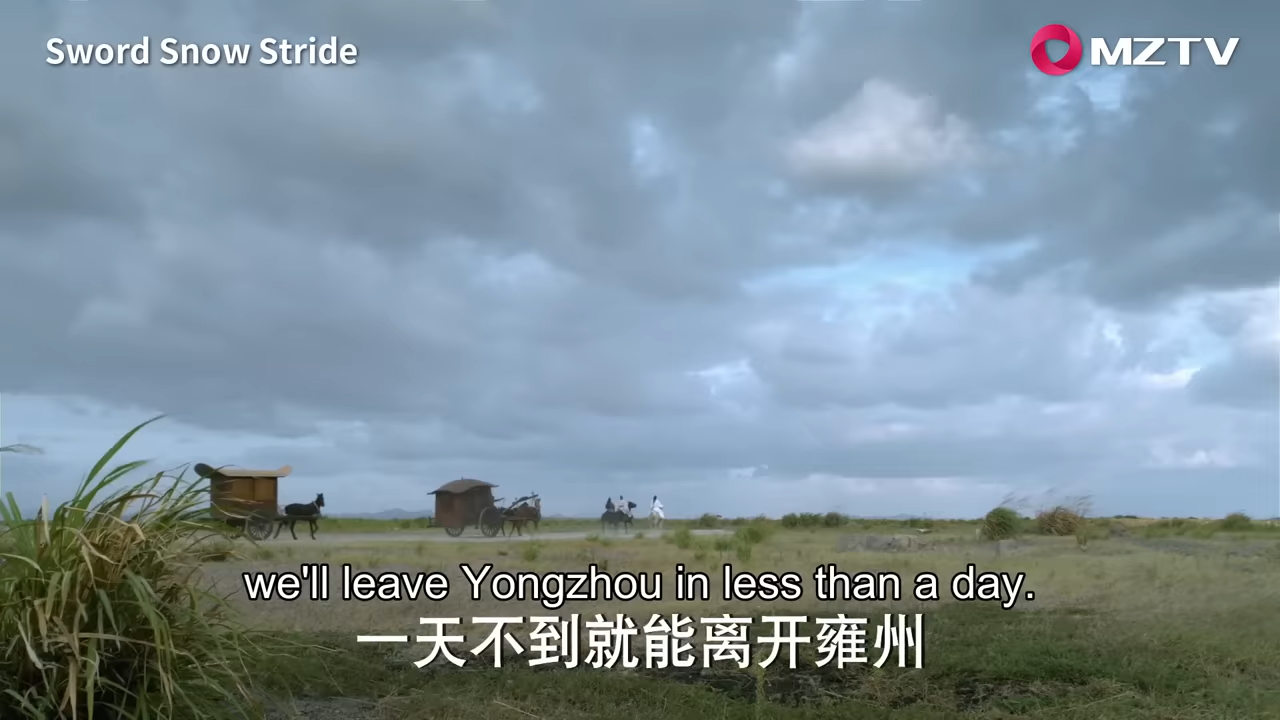 Sword Snow Stride
MZTV
we'll leave Yongzhou in less than a day.
一天不到就能离开雍州